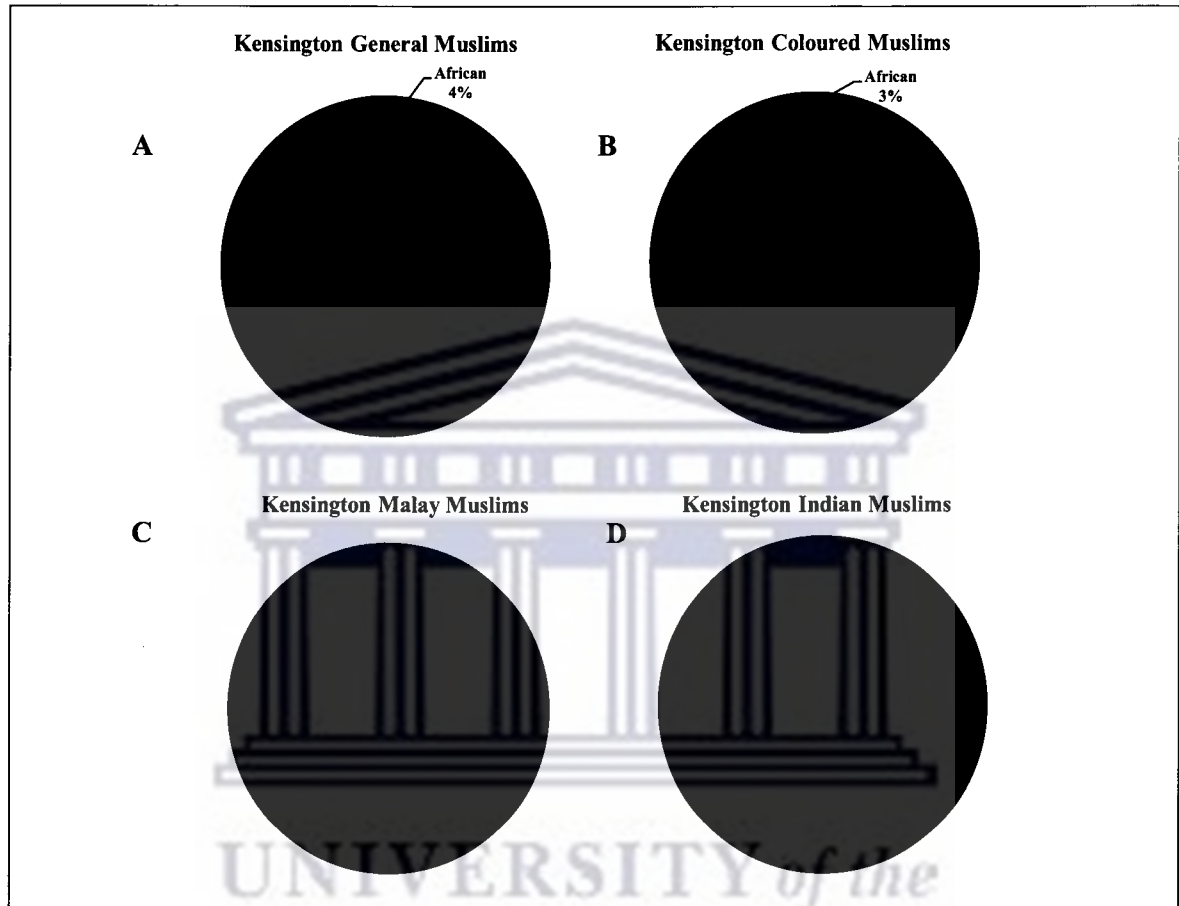 Kensington General Muslims
African
4%
A
Kensington Coloured Muslims
African
3%
B
Kensington Malay Muslims
C
Kensington Indian Muslims
D
UNIVERSITY of the